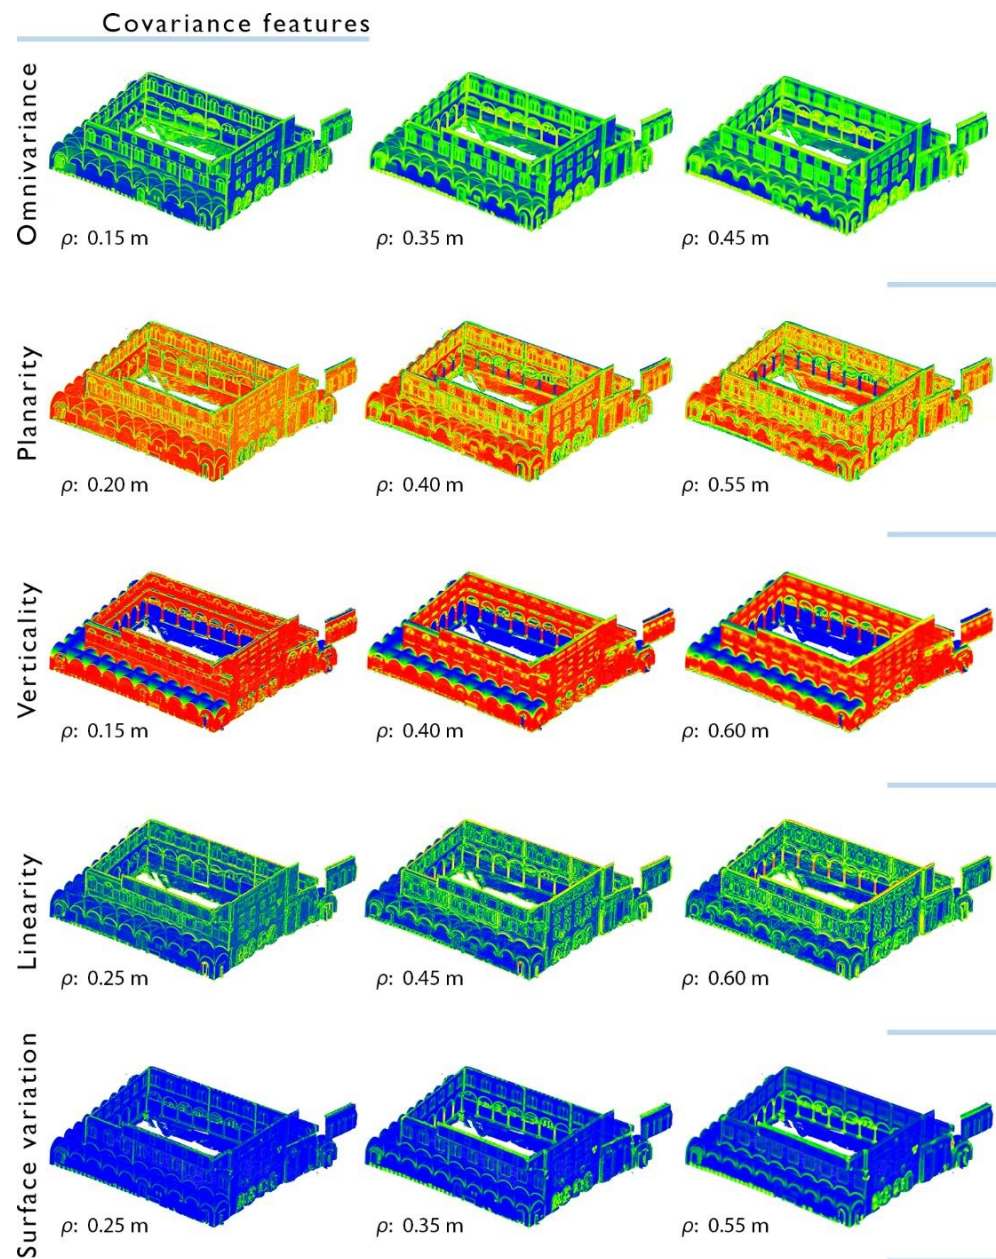 Covariance features
Omnivariance
ρ: 0.15 m
ρ: 0.35 m
ρ: 0.45 m
Planarity
ρ: 0.20 m
ρ: 0.40 m
ρ: 0.55 m
Verticality
ρ: 0.15 m
ρ: 0.40 m
ρ: 0.60 m
Linearity
ρ: 0.25 m
ρ: 0.45 m
ρ: 0.60 m
Surface variation
ρ: 0.25 m
ρ: 0.35 m
ρ: 0.55 m